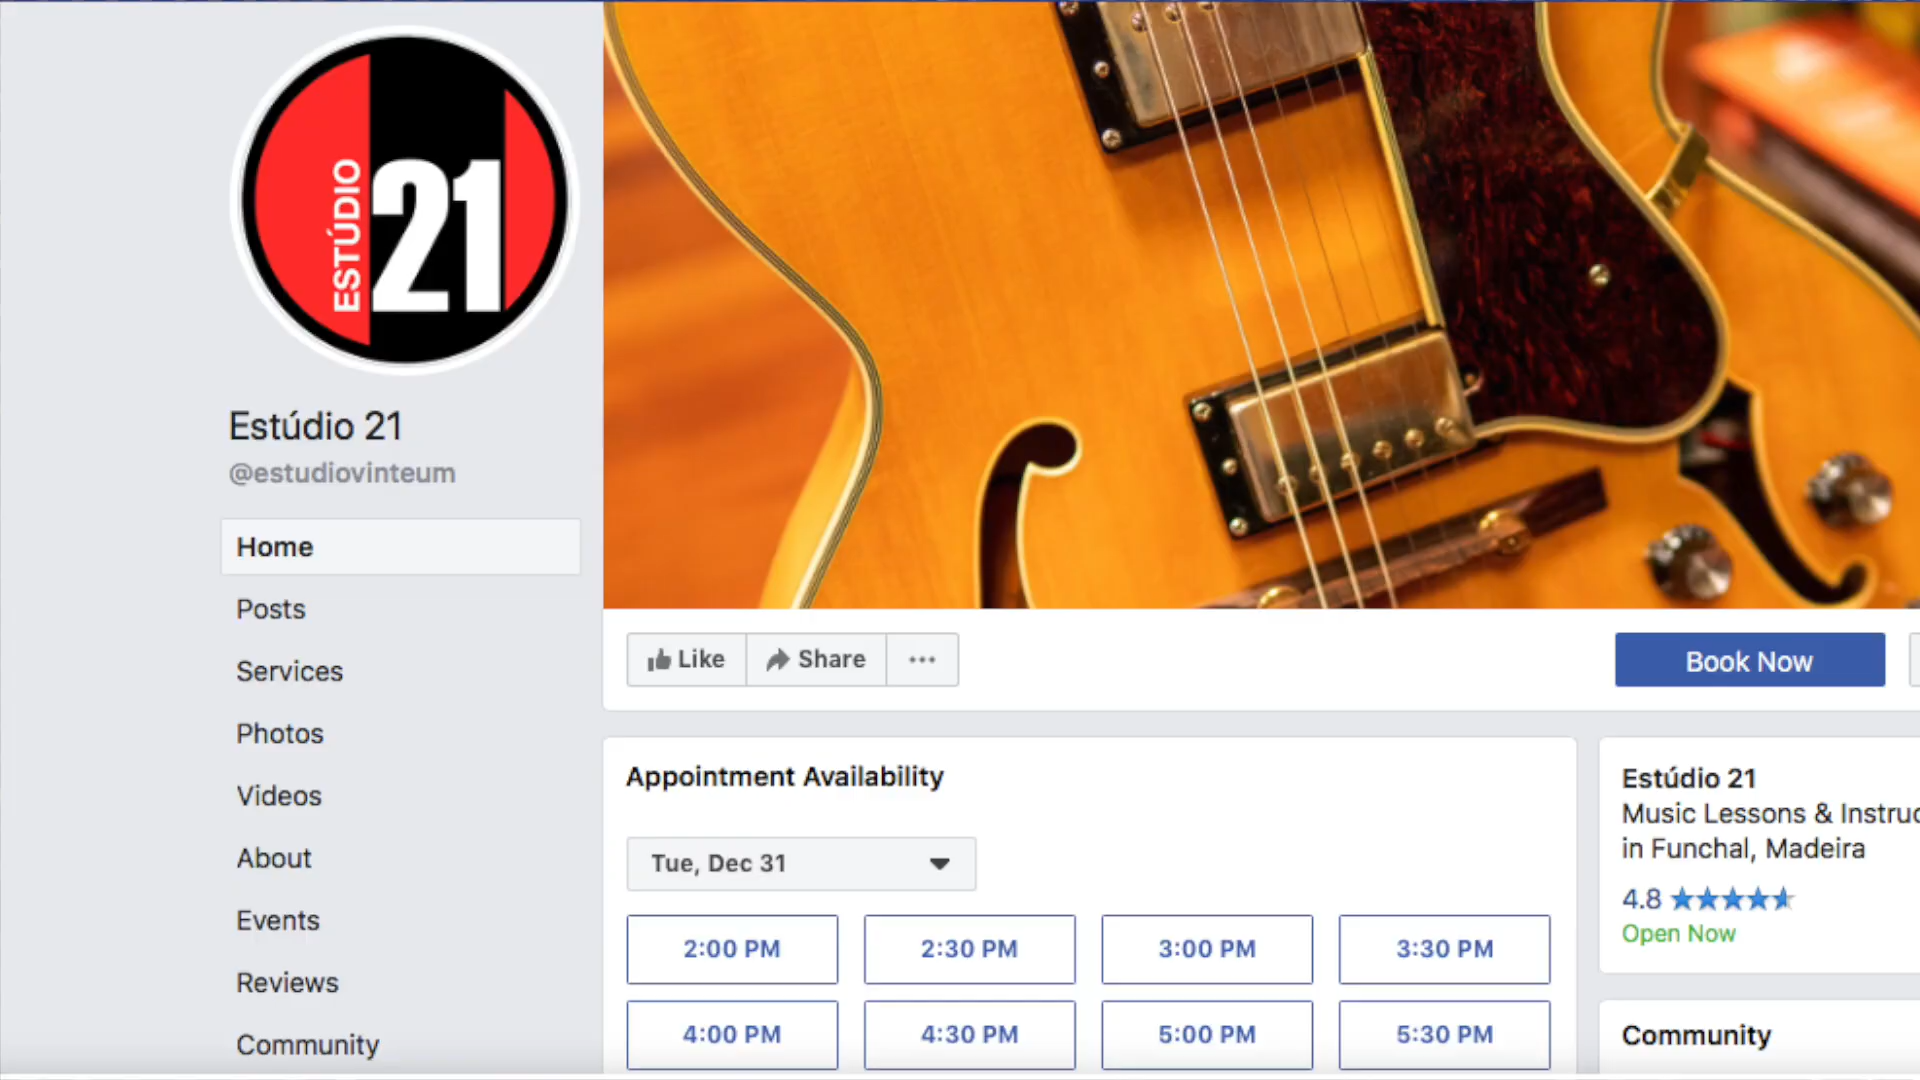 ESTÚDIO
21
Estúdio 21
@estudiovinteum
Home
Posts
Services
Photos
Videos
About
Events
Reviews
Community
Like
Share
Book Now
Appointment Availability
Tue, Dec 31
2:00 PM
2:30 PM
3:00 PM
3:30 PM
4:00 PM
4:30 PM
5:00 PM
5:30 PM
Estúdio 21
Music Lessons & Instruc
in Funchal, Madeira
4.8
Open Now
Community